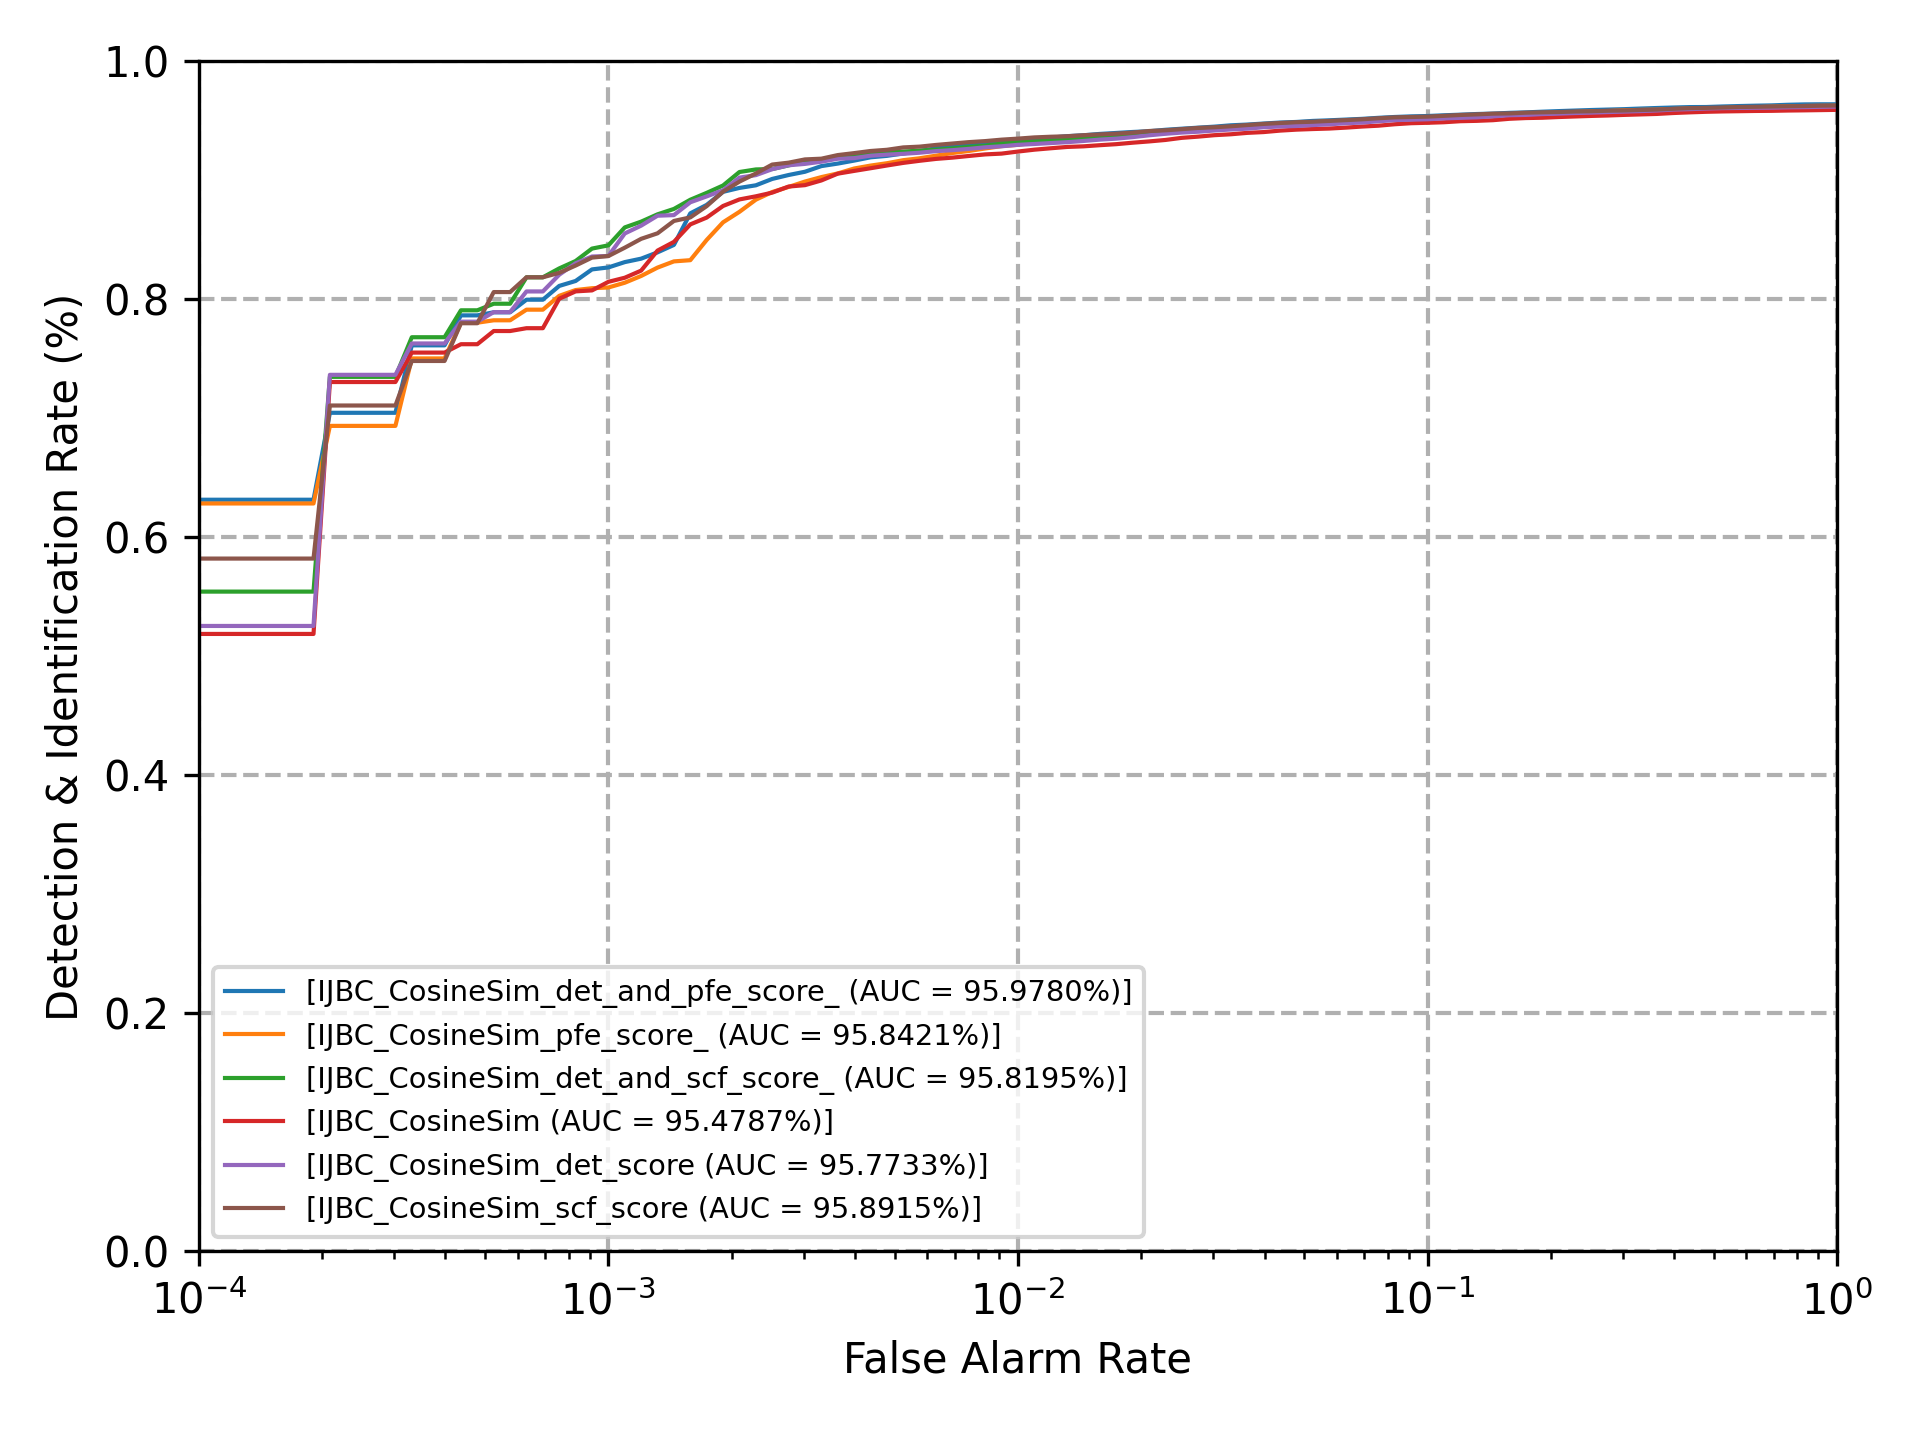 1.0
0.8
0.6
0.4
0.2
0.0
Detection & Identification Rate (%)
[IJBC_CosineSim_det_and_pfe_score_ (AUC = 95.9780%)]
[IJBC_CosineSim_pfe_score_ (AUC = 95.8421%)]
[IJBC_CosineSim_det_and_scf_score_ (AUC = 95.8195%)]
[IJBC_CosineSim (AUC = 95.4787%)]
[IJBC_CosineSim_det_score (AUC = 95.7733%)]
[IJBC_CosineSim_scf_score (AUC = 95.8915%)]
10⁻⁴ 10⁻³ 10⁻² 10⁻¹ 10⁰
False Alarm Rate